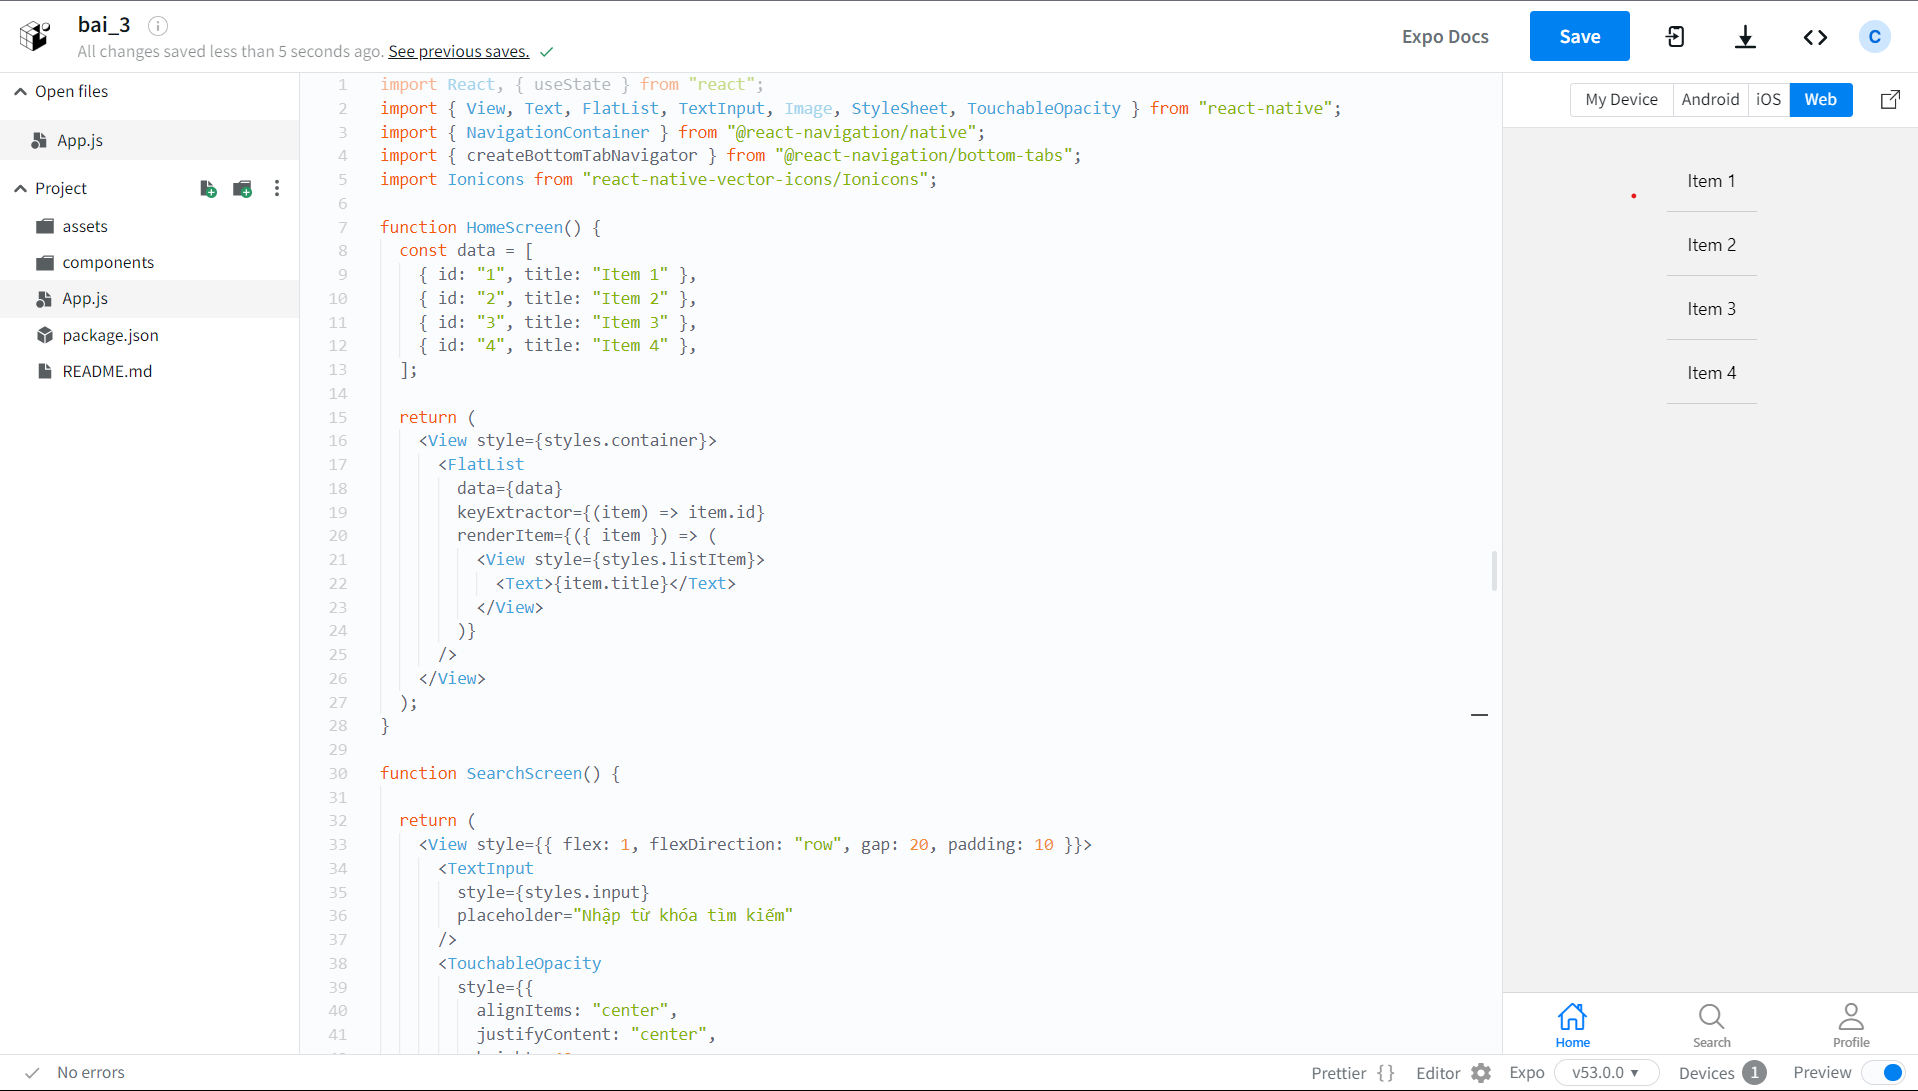 bai_3
All changes saved less than 5 seconds ago. See previous saves.
Expo Docs
Save
C
Open files
App.js
Project
assets
components
App.js
package.json
README.md
1 import React, { useState } from "react";
2 import { View, Text, FlatList, TextInput, Image, StyleSheet, TouchableOpacity } from "react-native";
3 import { NavigationContainer } from "@react-navigation/native";
4 import { createBottomTabNavigator } from "@react-navigation/bottom-tabs";
5 import Ionicons from "react-native-vector-icons/Ionicons";
6
7 function HomeScreen() {
8 const data = [
9 { id: "1", title: "Item 1" },
10 { id: "2", title: "Item 2" },
11 { id: "3", title: "Item 3" },
12 { id: "4", title: "Item 4" },
13 ];
14
15 return (
16 <View style={styles.container}>
17 <FlatList
18 data={data}
19 keyExtractor={(item) => item.id}
20 renderItem={({ item }) => (
21 <View style={styles.listItem}>
22 <Text>{item.title}</Text>
23 </View>
24 )}
25 />
26 </View>
27 );
28 }
29
30 function SearchScreen() {
31
32 return (
33 <View style={{ flex: 1, flexDirection: "row", gap: 20, padding: 10 }}>
34 <TextInput
35 style={styles.input}
36 placeholder="Nhập từ khóa tìm kiếm"
37 />
38 <TouchableOpacity
39 style={{
40 alignItems: "center",
41 justifyContent: "center",
My Device
Android
iOS
Web
Item 1
Item 2
Item 3
Item 4
Home
Search
Profile
No errors
Prettier {}
Editor
Expo
v53.0.0
Devices 1
Preview